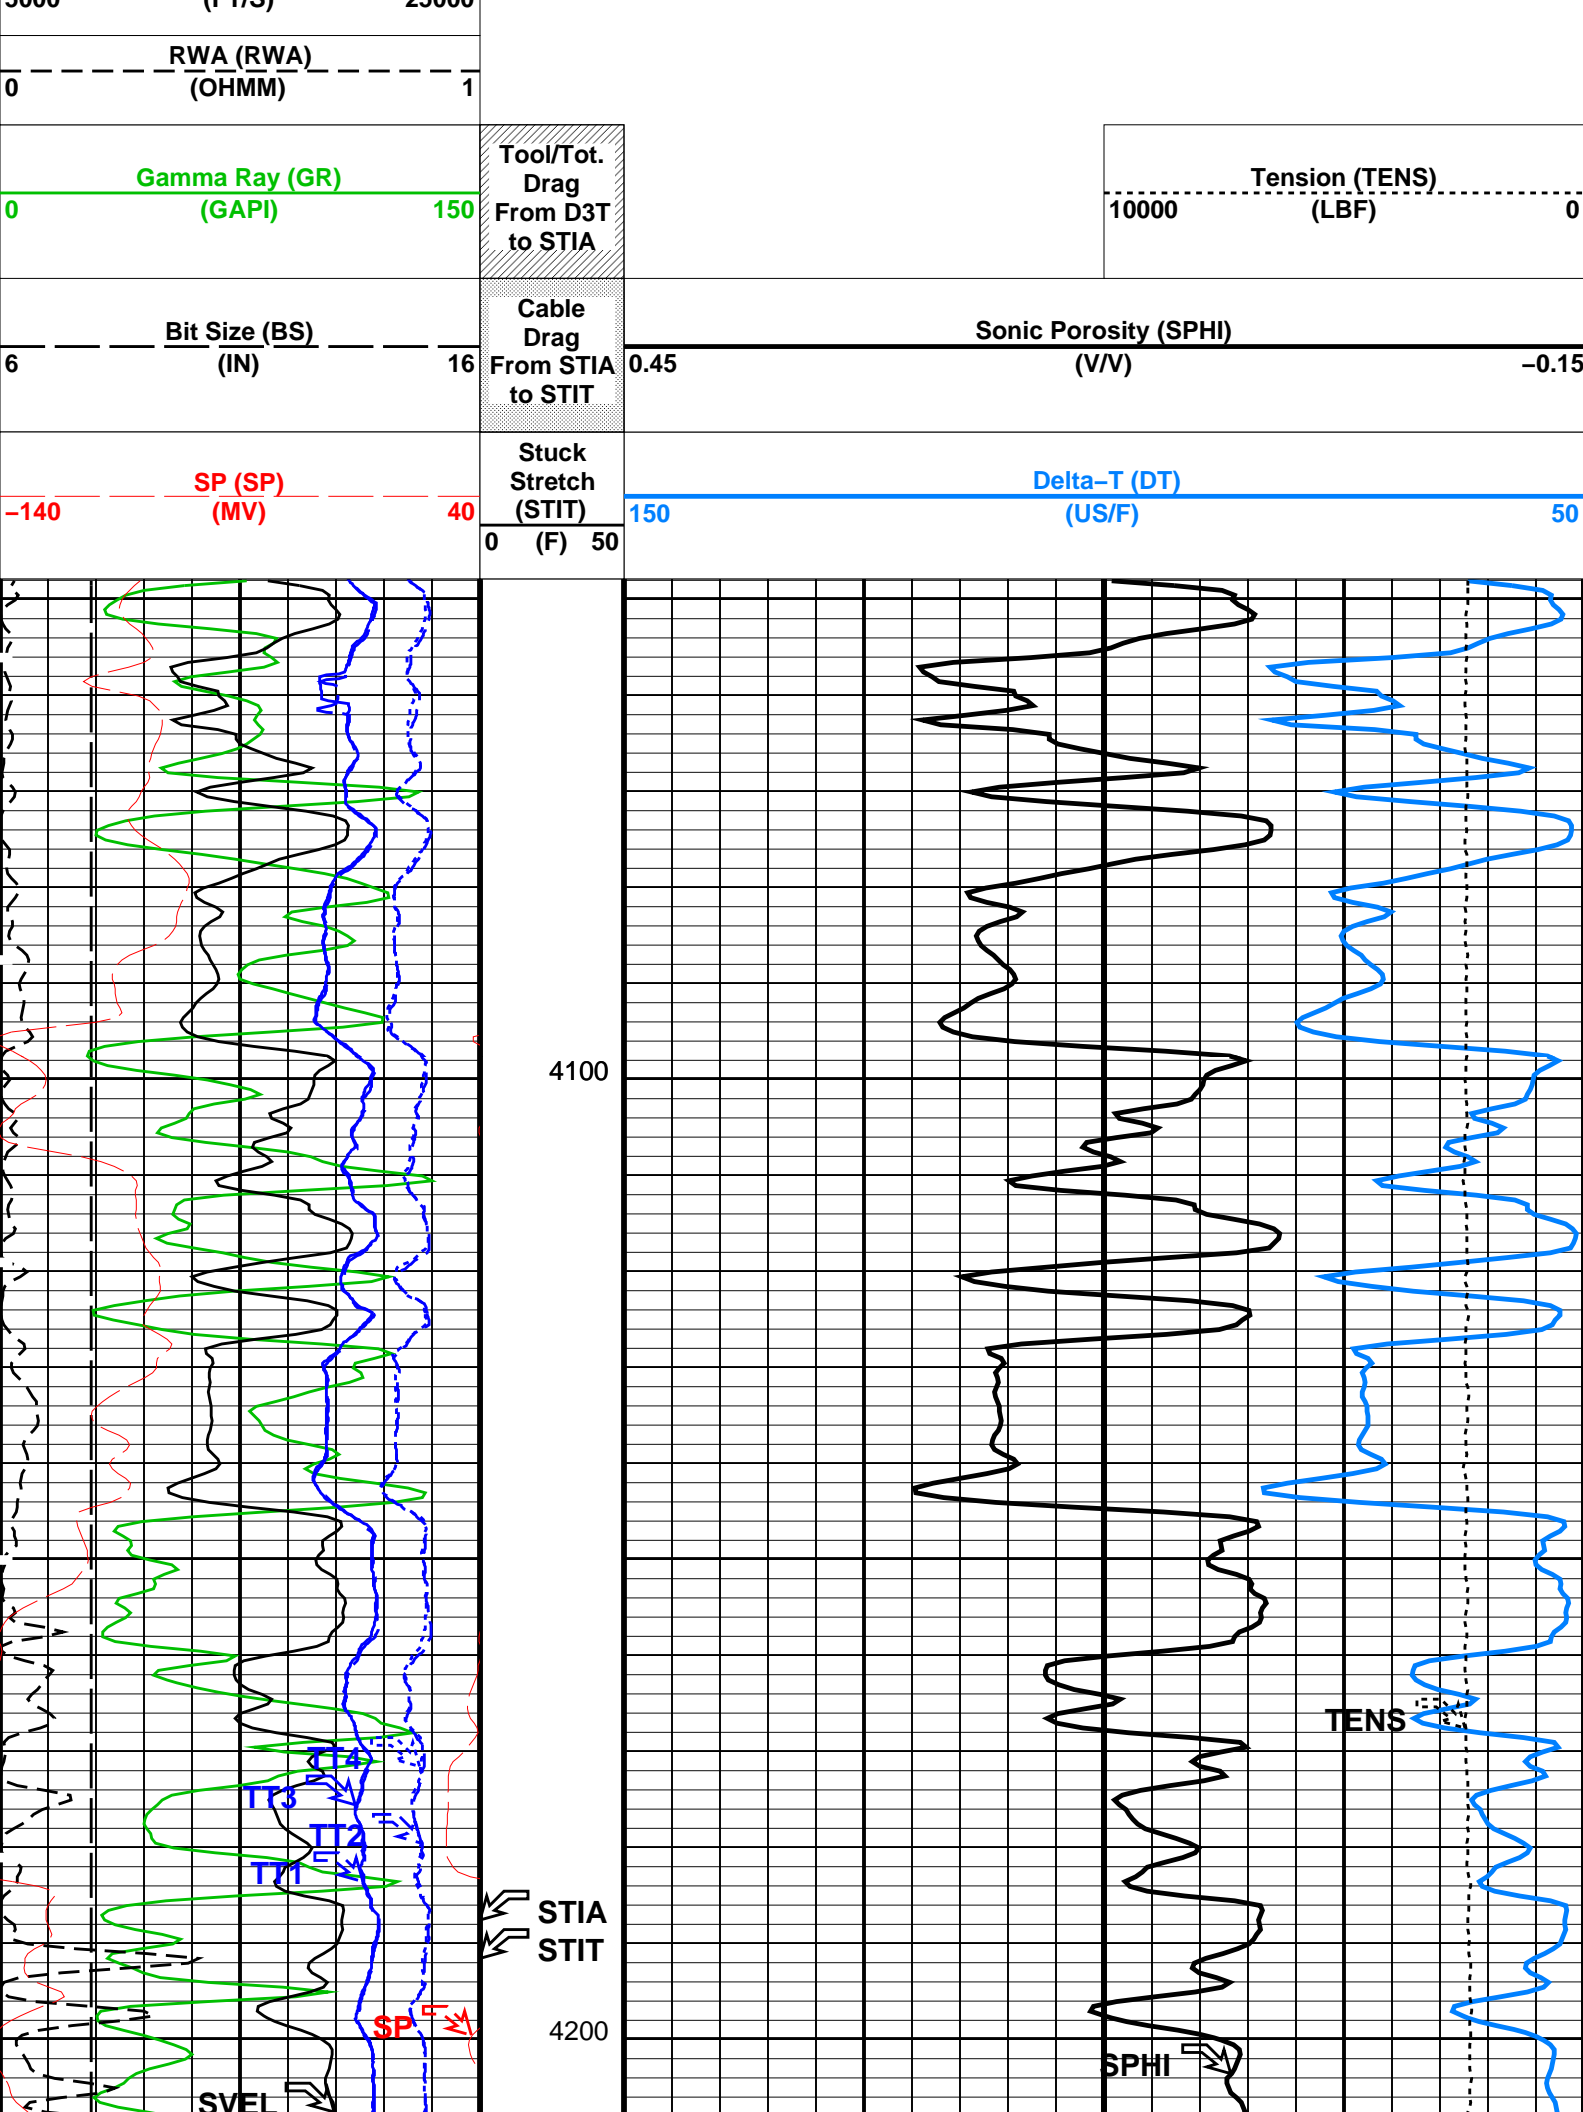 5000 (FT/S) 25000
RWA (RWA)
0 (OHMM) 1
Gamma Ray (GR)
0 (GAPI) 150
Tool/Tot.
Drag
From D3T
to STIA
Tension (TENS)
10000 (LBF) 0
Bit Size (BS)
6 (IN) 16
Cable
Drag
From STIA
to STIT
Sonic Porosity (SPHI)
0.45 (V/V) −0.15
SP (SP)
−140 (MV) 40
Stuck
Stretch
(STIT)
0 (F) 50
Delta−T (DT)
150 (US/F) 50
4100
TENS
TT4
TT3
TT2
TT1
STIA
STIT
SP
4200
SPHI
SVEL